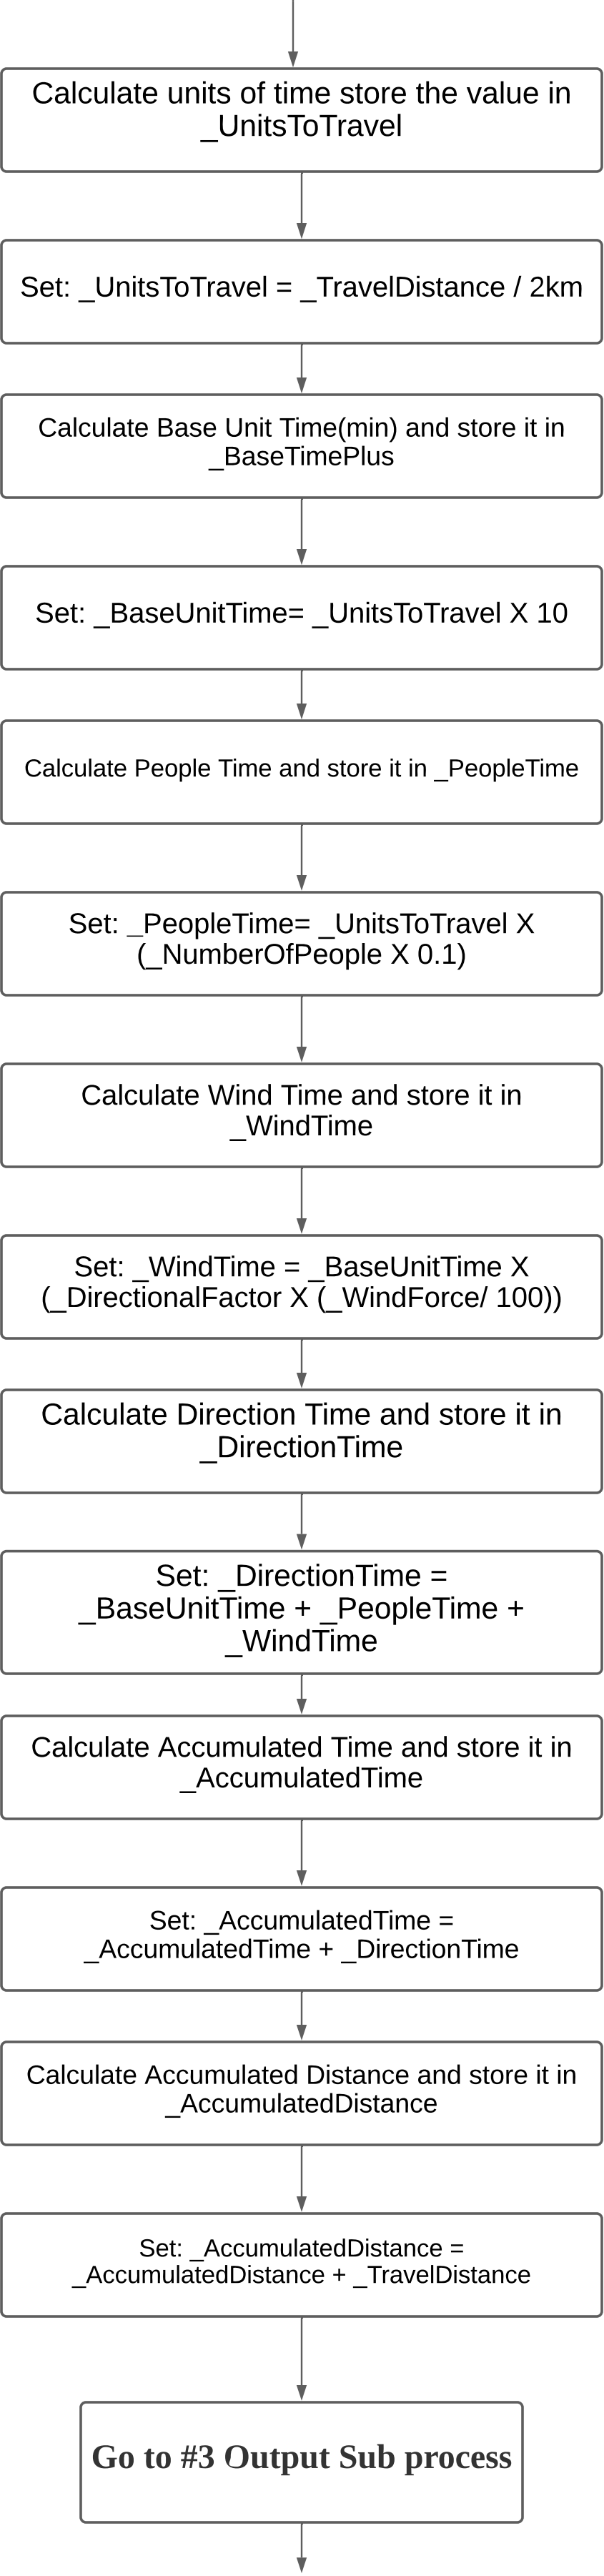 Calculate units of time store the value in
_UnitsToTravel
Set: _UnitsToTravel = _TravelDistance / 2km
Calculate Base Unit Time(min) and store it in
_BaseTimePlus
Set: _BaseUnitTime= _UnitsToTravel X 10
Calculate People Time and store it in _PeopleTime
Set: _PeopleTime= _UnitsToTravel X
(_NumberOfPeople X 0.1)
Calculate Wind Time and store it in
_WindTime
Set: _WindTime = _BaseUnitTime X
(_DirectionalFactor X (_WindForce/ 100))
Calculate Direction Time and store it in
_DirectionTime
Set: _DirectionTime =
_BaseUnitTime + _PeopleTime +
_WindTime
Calculate Accumulated Time and store it in
_AccumulatedTime
Set: _AccumulatedTime =
_AccumulatedTime + _DirectionTime
Calculate Accumulated Distance and store it in
_AccumulatedDistance
Set: _AccumulatedDistance =
_AccumulatedDistance + _TravelDistance
Go to #3 Output Sub process